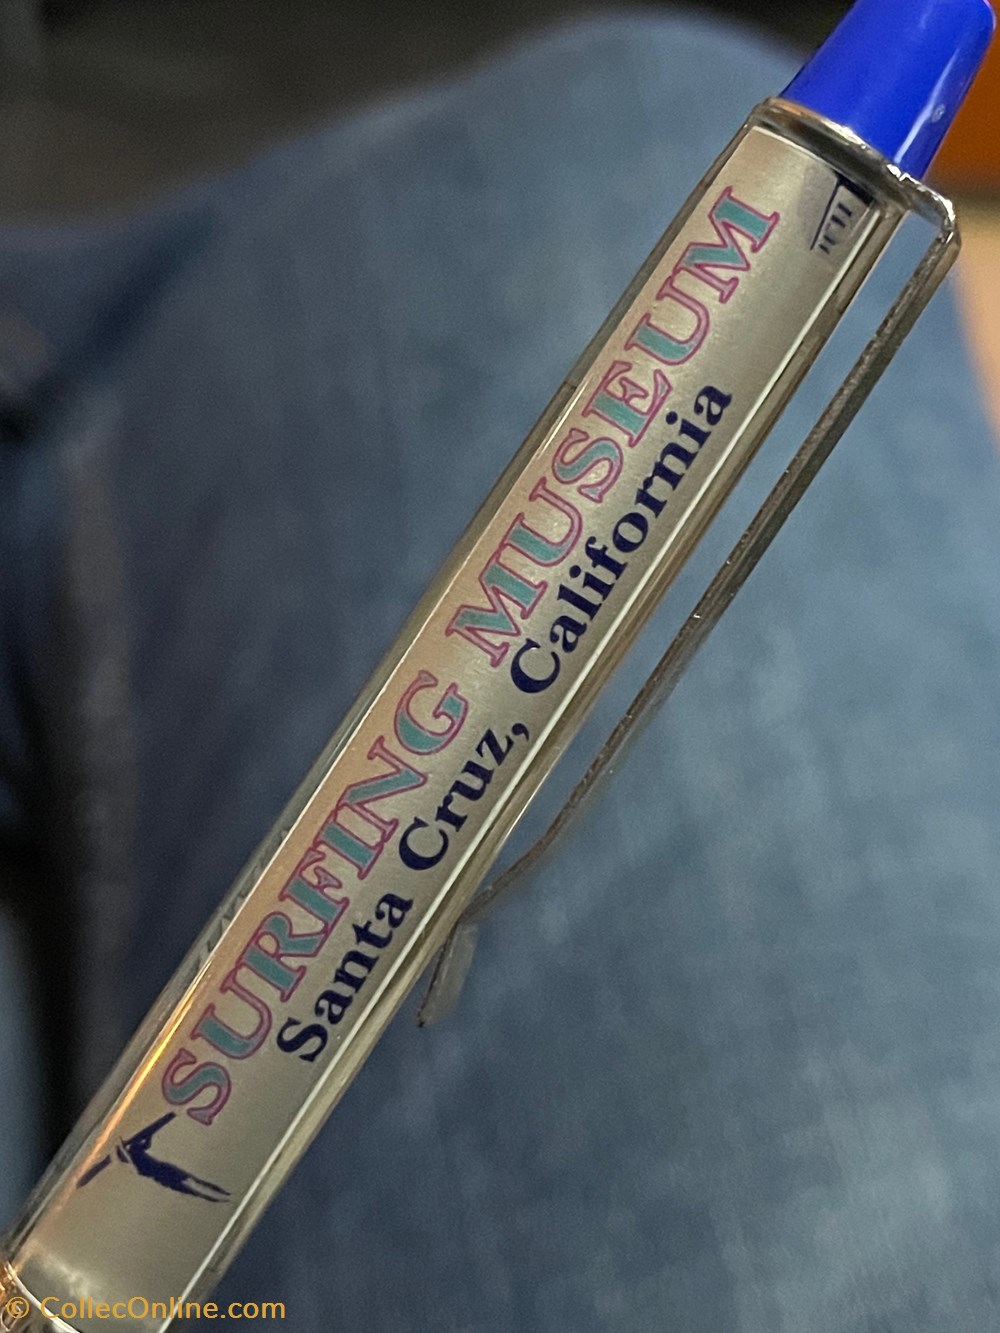 SURFING MUSEUM
Santa Cruz, California
© CollecOnline.com